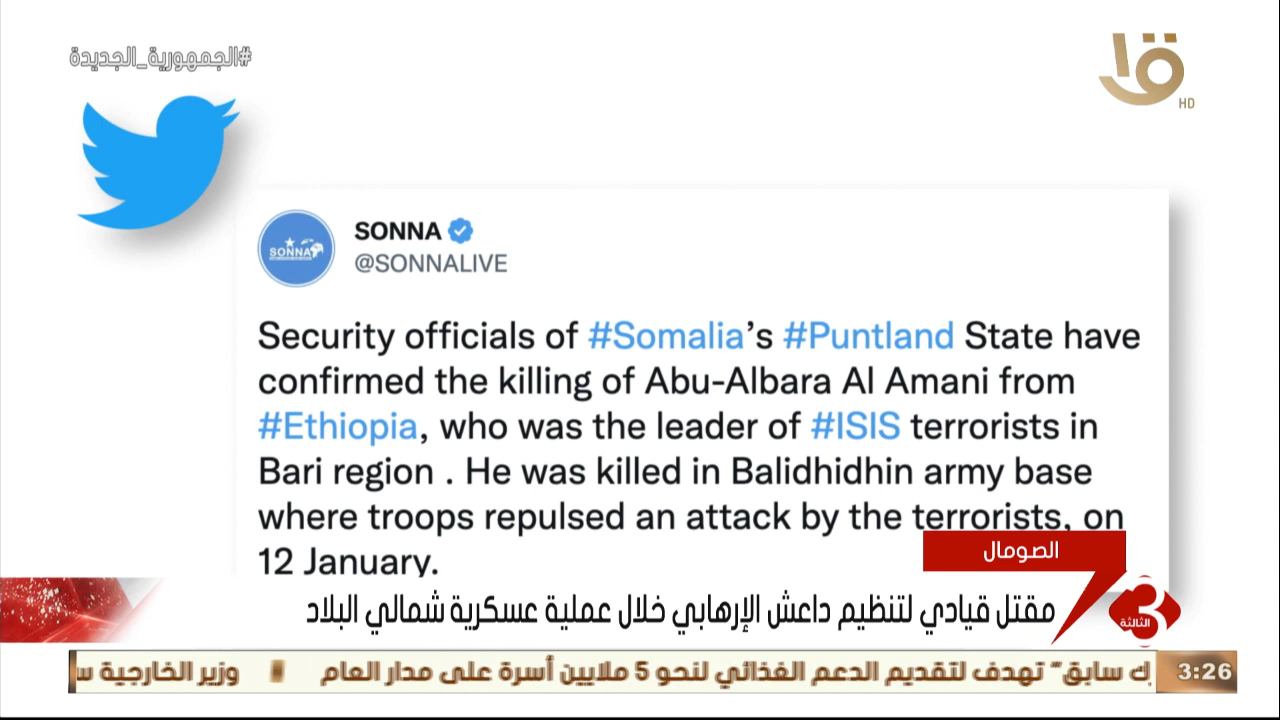 #الجمهورية_الجديدة
HD
SONNA
SONNA
@SONNALIVE
Security officials of #Somalia’s #Puntland State have
confirmed the killing of Abu-Albara Al Amani from
#Ethiopia, who was the leader of #ISIS terrorists in
Bari region . He was killed in Balidhidhin army base
where troops repulsed an attack by the terrorists, on
12 January.
الصومال
مقتل قيادي لتنظيم داعش الإرهابي خلال عملية عسكرية شمالي البلاد
3
الثالثة
سابق" تهدف لتقديم الدعم الغذائي لنحو 5 ملايين أسرة على مدار العام وزير الخارجية
3:26